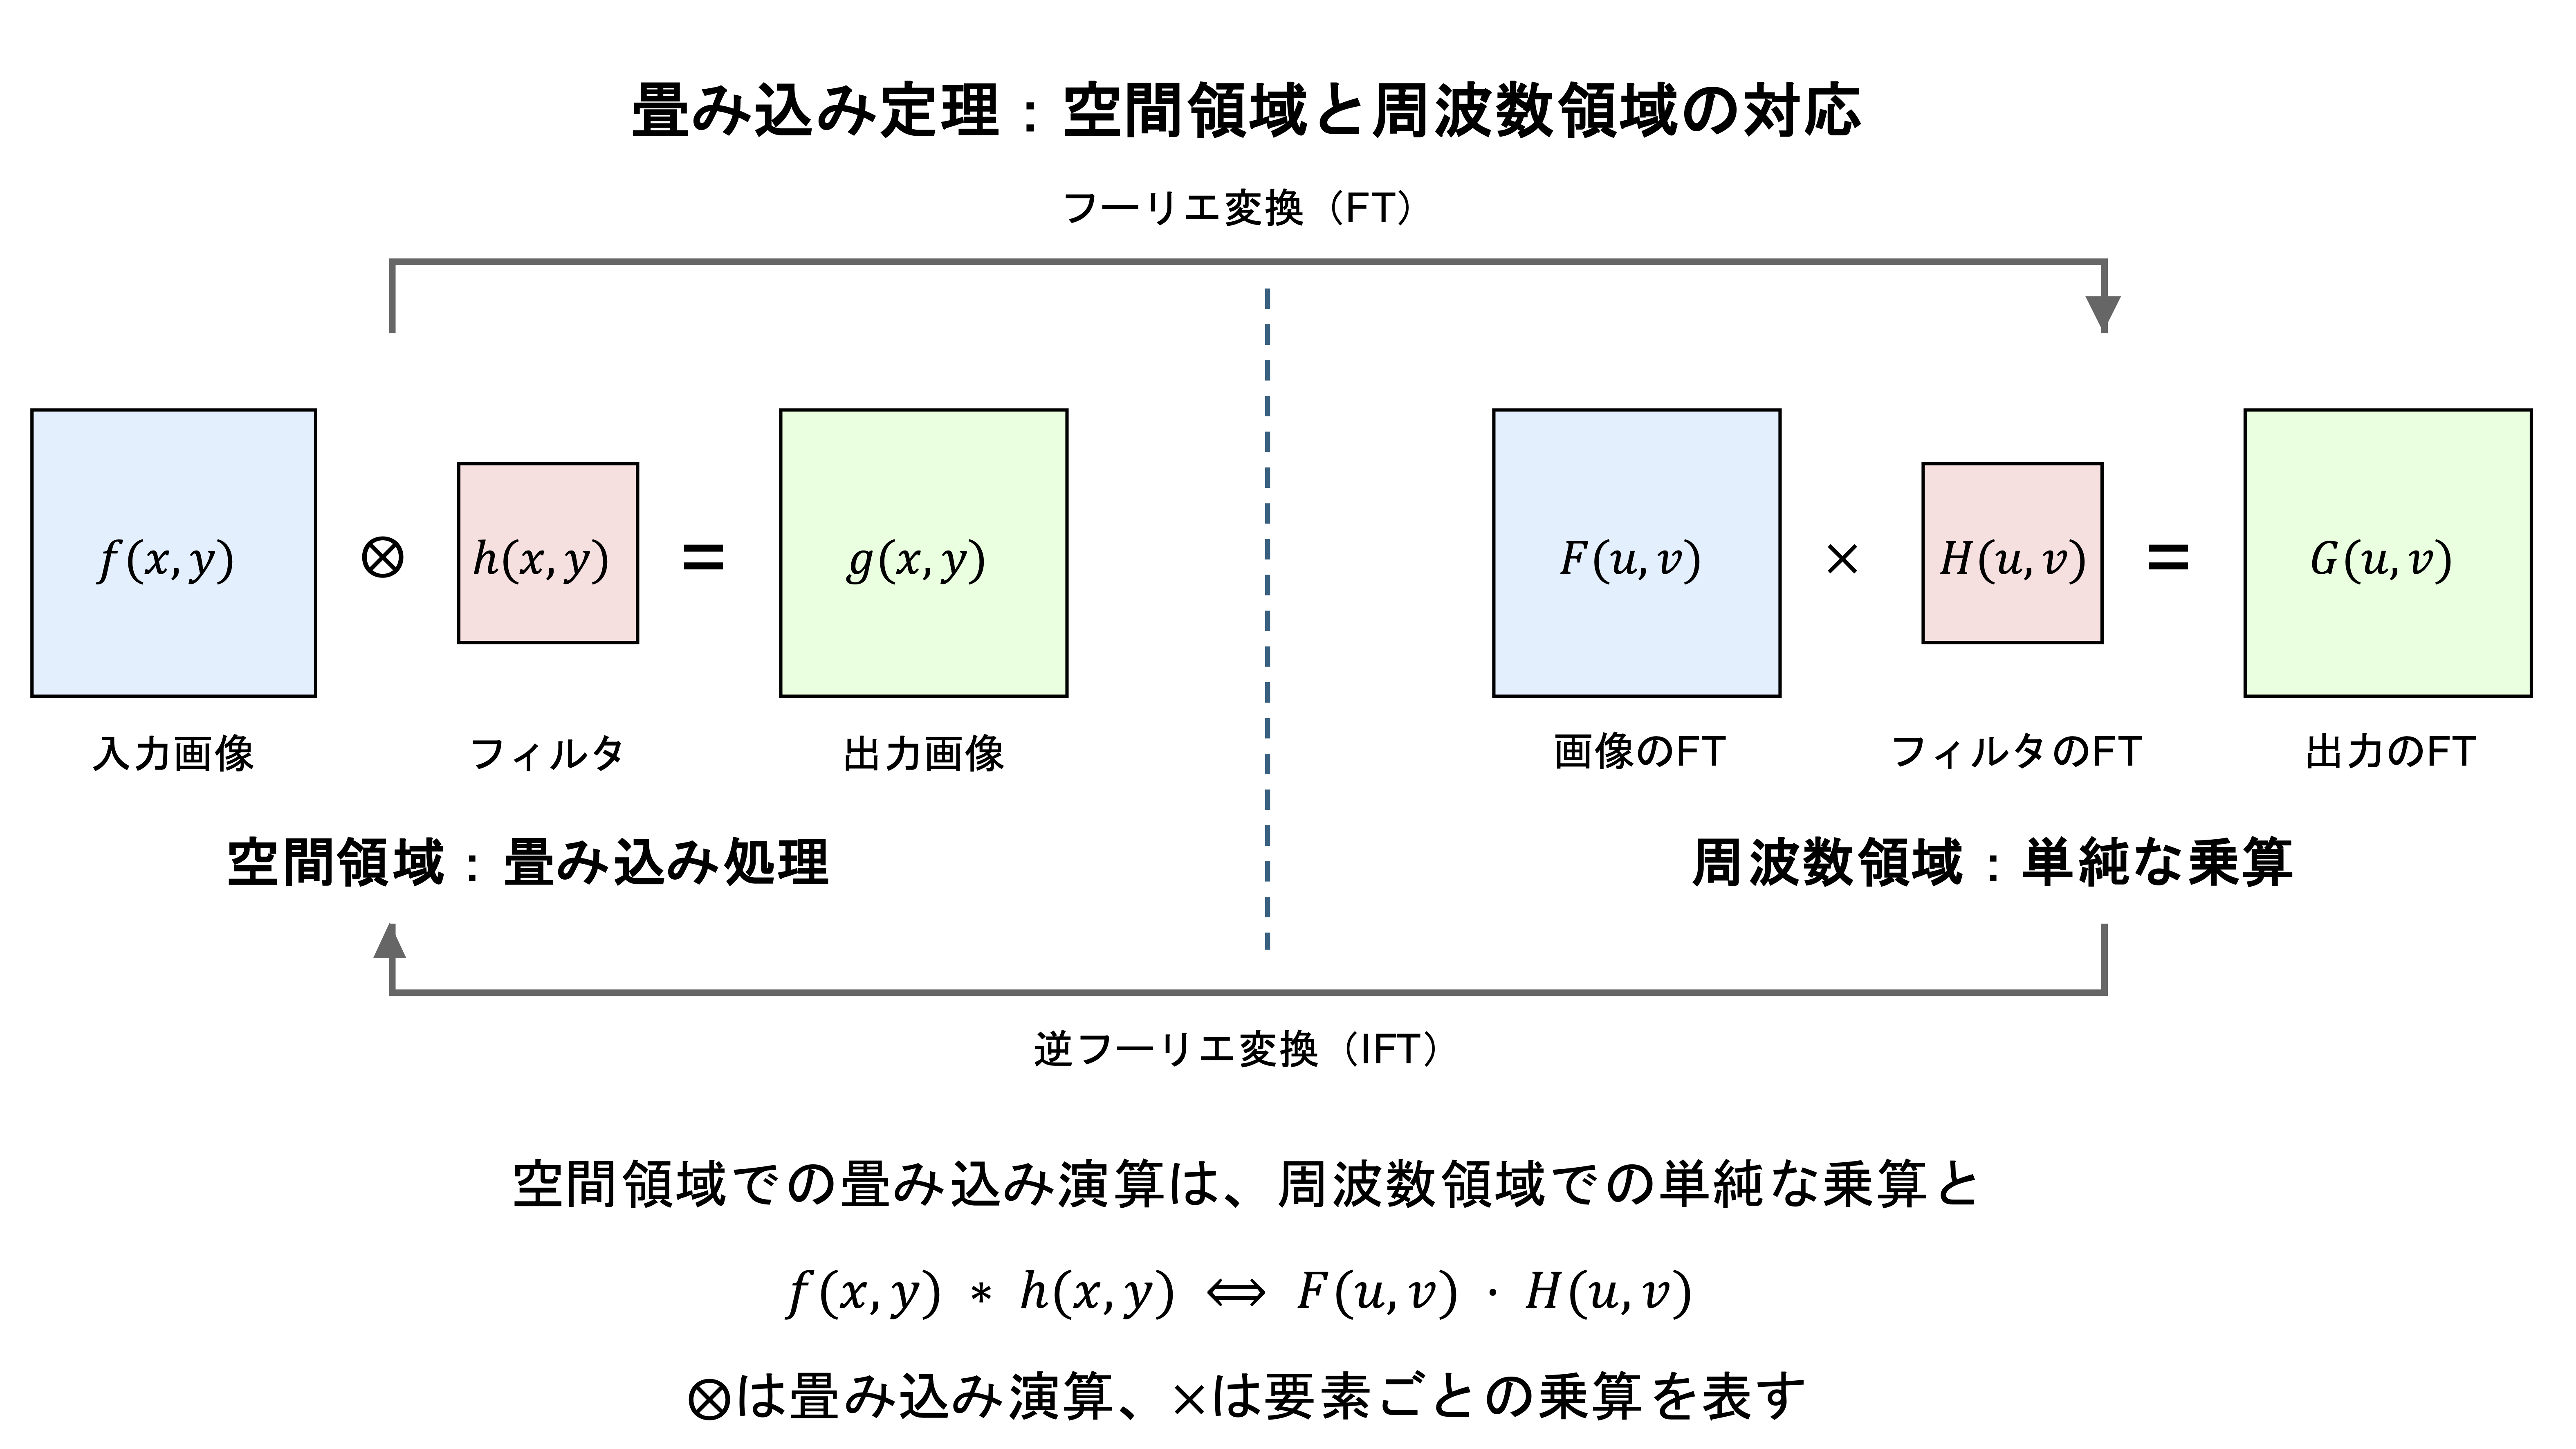 畳み込み定理：空間領域と周波数領域の対応
フーリエ変換（FT）
f(x,y) ⊗ h(x,y) = g(x,y)
F(u,v) × H(u,v) = G(u,v)
入力画像 フィルタ 出力画像
画像のFT フィルタのFT 出力のFT
空間領域：畳み込み処理
周波数領域：単純な乗算
逆フーリエ変換（IFT）
空間領域での畳み込み演算は、周波数領域での単純な乗算と
f(x,y) * h(x,y) ⟺ F(u,v) · H(u,v)
⊗は畳み込み演算、×は要素ごとの乗算を表す